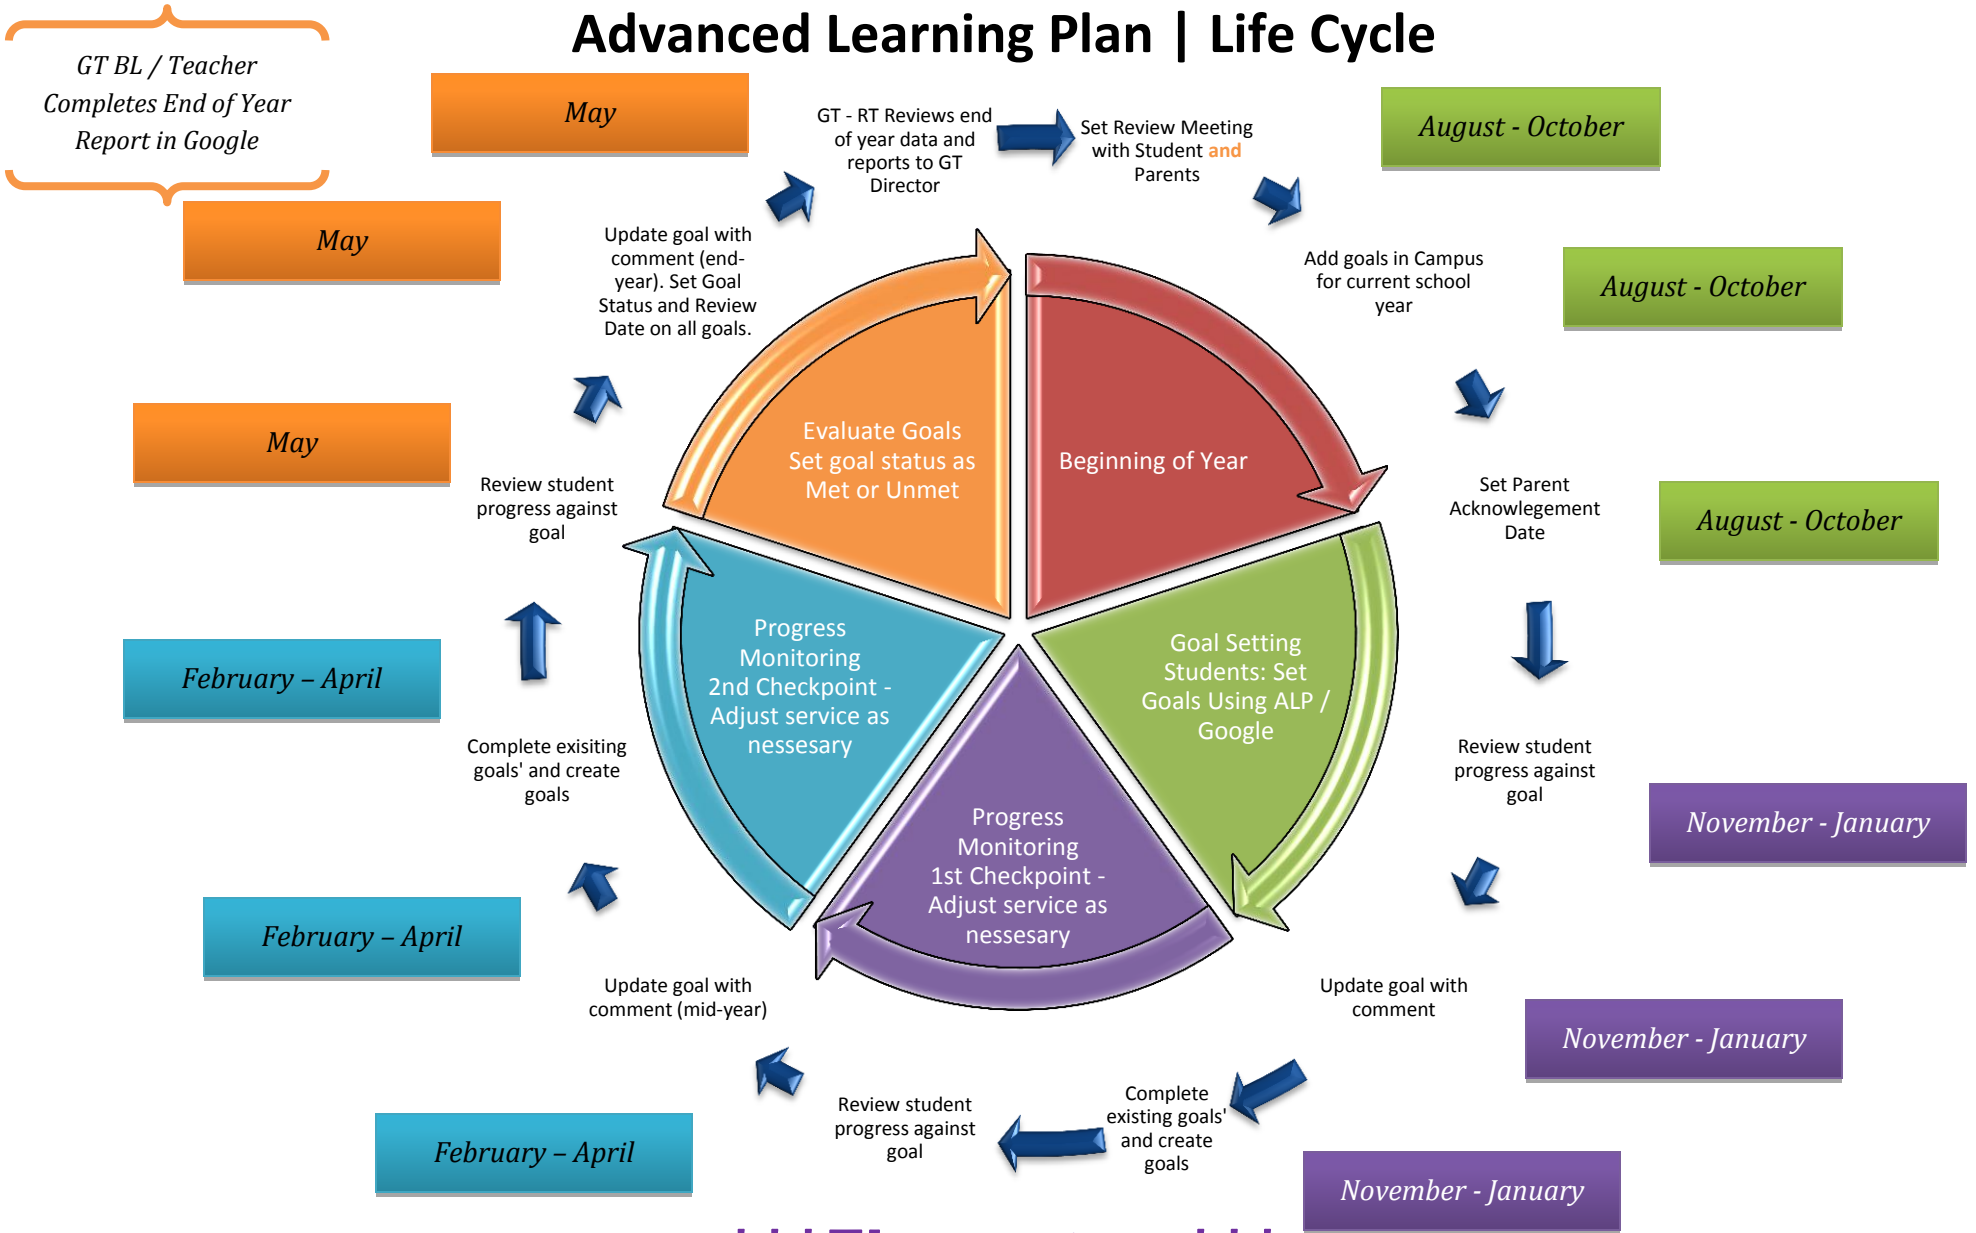 Advanced Learning Plan | Life Cycle
GT BL / Teacher
Completes End of Year
Report in Google
May
GT - RT Reviews end
of year data and
reports to GT
Director
Set Review Meeting
with Student and
Parents
August - October
May
Update goal with
comment (end-
year). Set Goal
Status and Review
Date on all goals.
Add goals in Campus
for current school
year
August - October
May
Review student
progress against
goal
Evaluate Goals
Set goal status as
Met or Unmet
Beginning of Year
Set Parent
Acknowlegement
Date
August - October
February – April
Progress
Monitoring
2nd Checkpoint -
Adjust service as
nessesary
Goal Setting
Students: Set
Goals Using ALP /
Google
Complete exisiting
goals' and create
goals
Review student
progress against
goal
November - January
Progress
Monitoring
1st Checkpoint -
Adjust service as
nessesary
February – April
Update goal with
comment (mid-year)
Update goal with
comment
November - January
Review student
progress against
goal
Complete
existing goals'
and create
goals
February – April
November - January